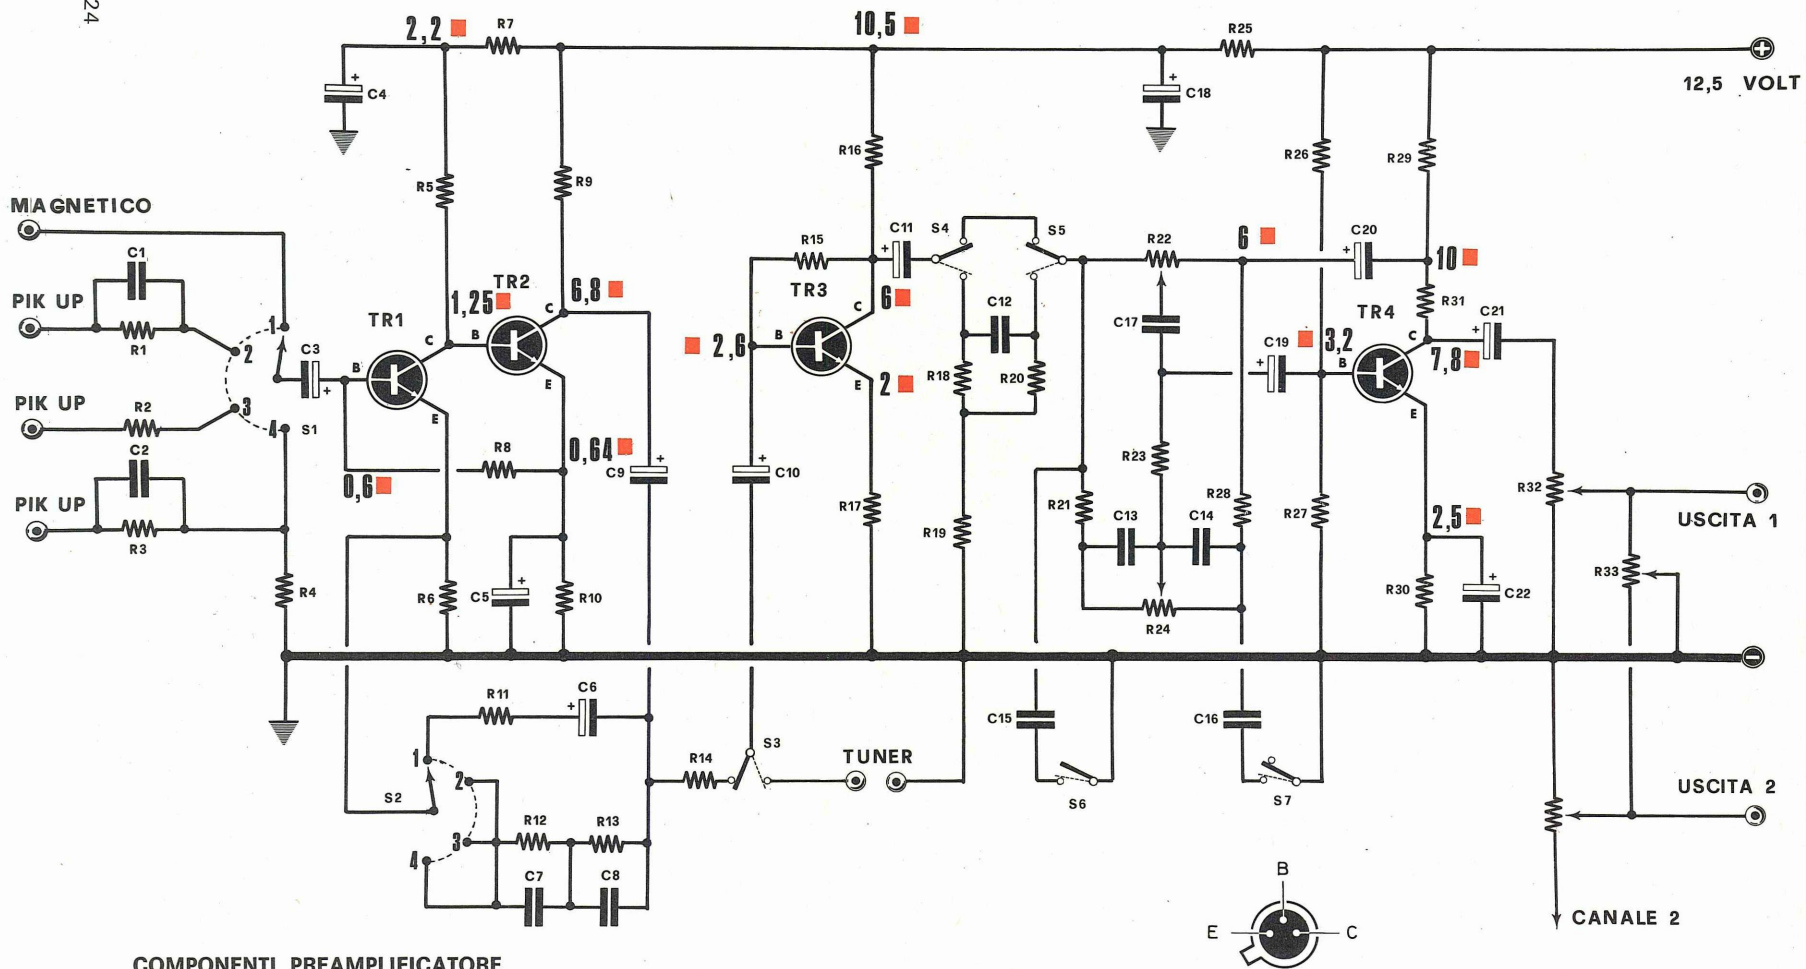 24
2,2
R7
10,5
R25
12,5 VOLT
C4
C18
R5
R9
R16
R26
R29
MAGNETICO
C1
PIK UP
R1
1
2
C3
TR1
1,25
TR2
6,8
R15
C11
S4
S5
R22
6
C20
10
R31
TR3
6
C12
C17
C19
3,2
TR4
C21
7,8
B
C
E
B
C
E
2,6
B
C
E
2
B
C
E
PIK UP
R2
3
4
S1
C2
PIK UP
R3
R4
0,6
R8
0,64
C9
C10
R17
R18
R20
R19
R21
R23
C13
C14
R28
R27
R24
2,5
R30
C22
R32
USCITA 1
R33
R6
C5
R10
R11
C6
1
2
S2
3
4
R12
R13
C7
C8
R14
S3
TUNER
C15
S6
C16
S7
USCITA 2
CANALE 2
B
E
C
COMPONENTI PREAMPLIFICATORE